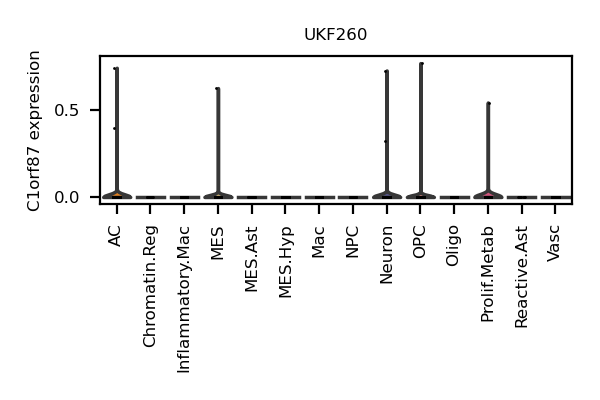 UKF260
C1orf87 expression
0.5
0.0
AC
Chromatin.Reg
Inflammatory.Mac
MES
MES.Ast
MES.Hyp
Mac
NPC
Neuron
OPC
Oligo
Prolif.Metab
Reactive.Ast
Vasc